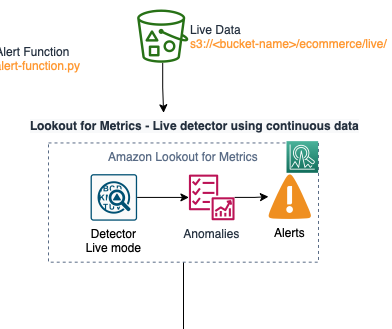 Live Data
s3://<bucket-name>/ecommerce/live/
Alert Function
alert-function.py
Lookout for Metrics - Live detector using continuous data
Amazon Lookout for Metrics
Detector
Live mode
Anomalies
Alerts